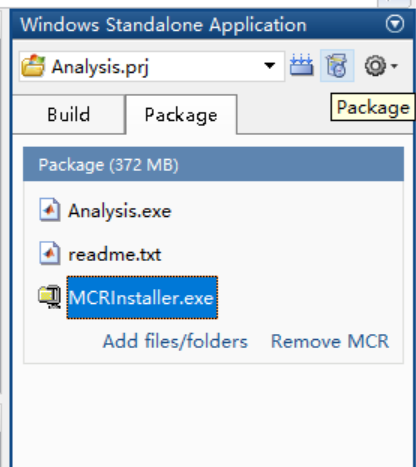 Windows Standalone Application
Analysis.prj
Build
Package
Package
Package (372 MB)
Analysis.exe
readme.txt
MCRInstaller.exe
Add files/folders Remove MCR